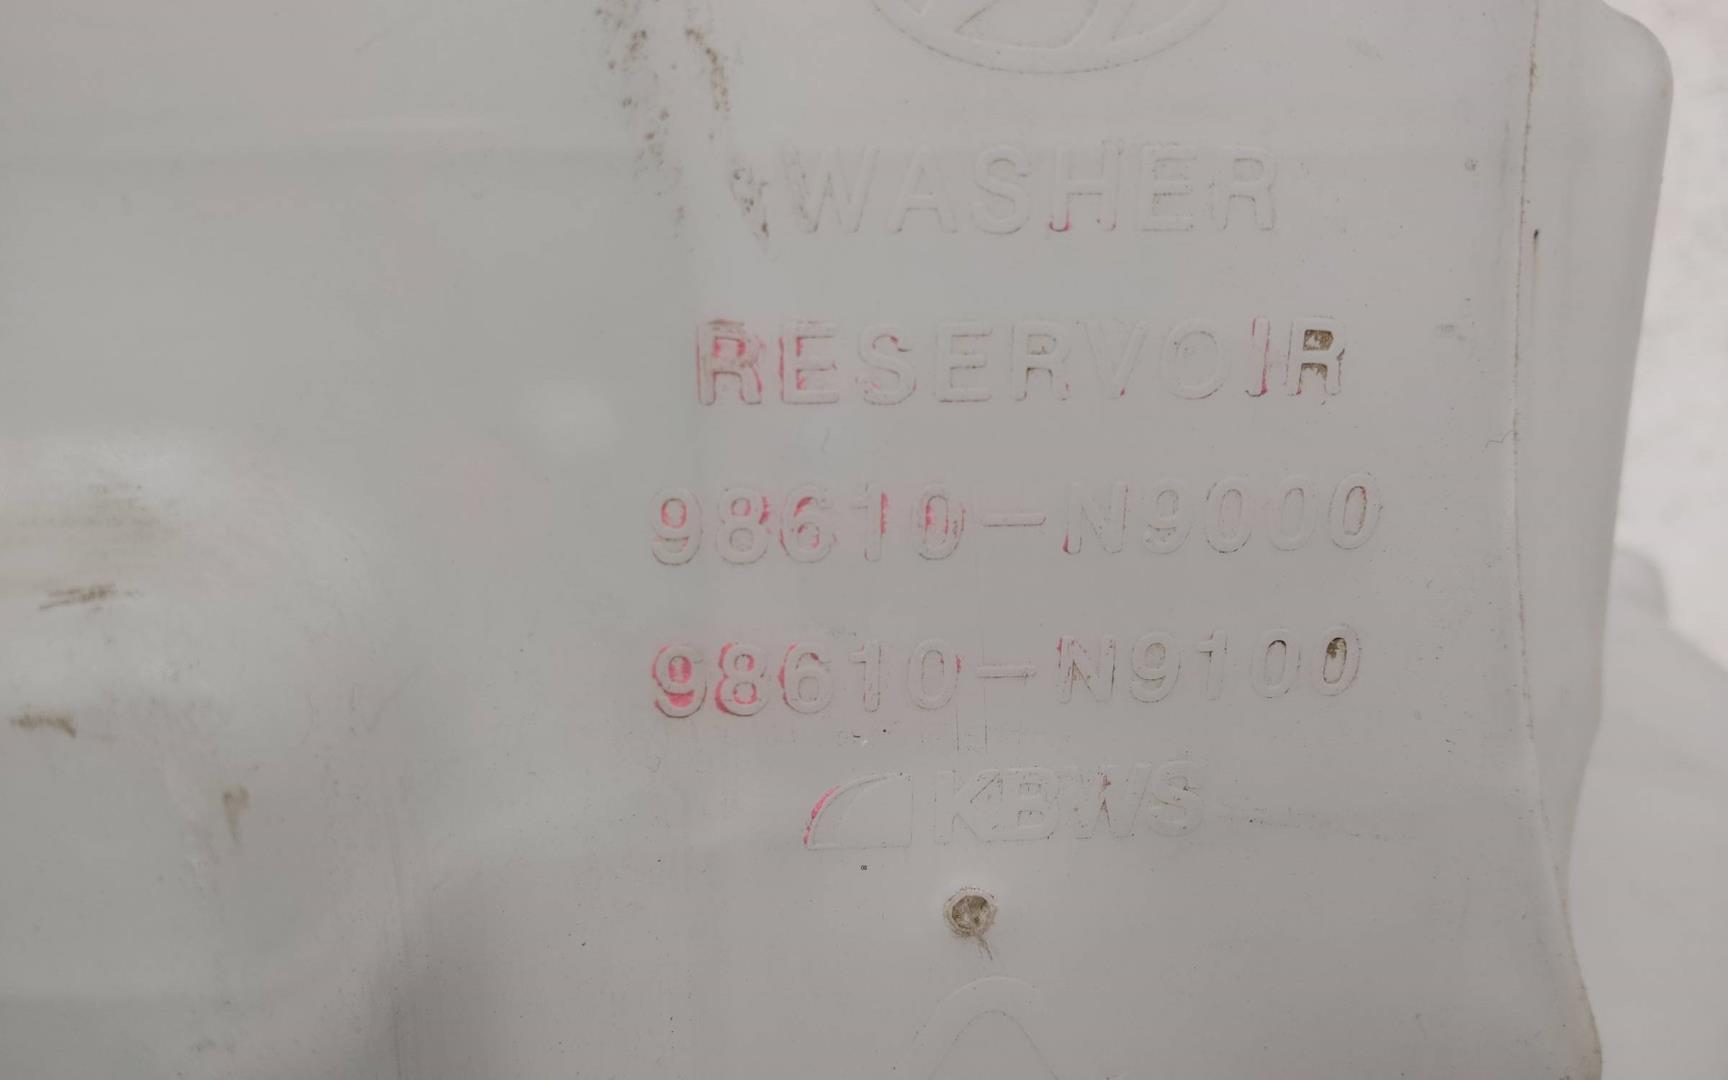 WASHER
RESERVOIR
98610-N9000
98610-N9100
KBWS